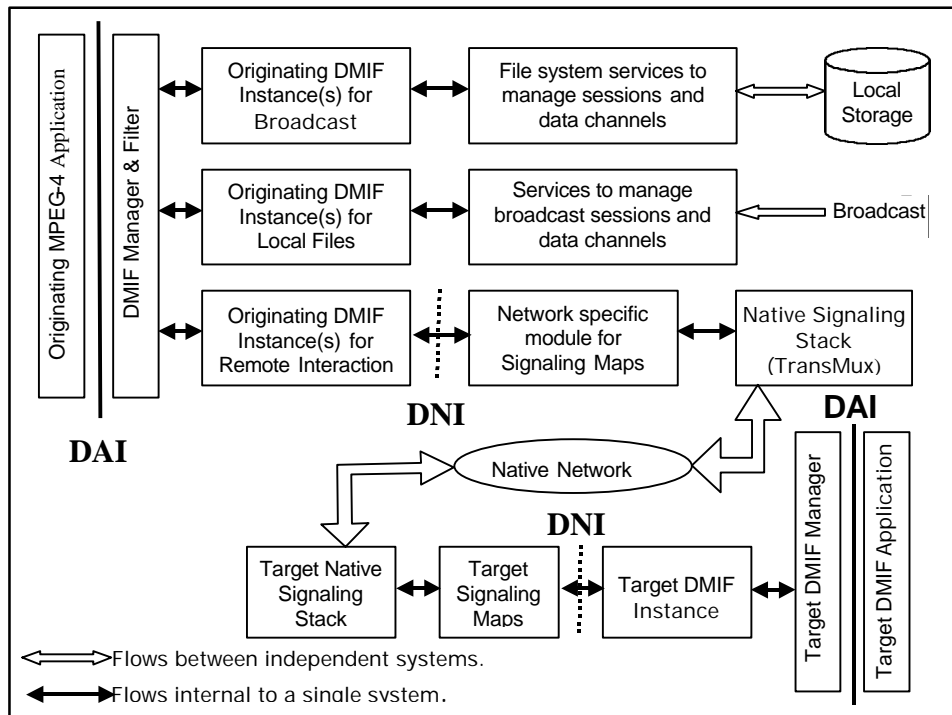 Originating MPEG-4 Application
DMIF Manager & Filter
Originating DMIF
Instance(s) for
Broadcast
File system services to
manage sessions and
data channels
Local
Storage
Originating DMIF
Instance(s) for
Local Files
Services to manage
broadcast sessions and
data channels
Broadcast
Originating DMIF
Instance(s) for
Remote Interaction
Network specific
module for
Signaling Maps
Native Signaling
Stack
(TransMux)
DAI
DNI
DAI
Native Network
DNI
Target Native
Signaling
Stack
Target
Signaling
Maps
Target DMIF
Instance
Target DMIF Manager
Target DMIF Application
Flows between independent systems.
Flows internal to a single system.